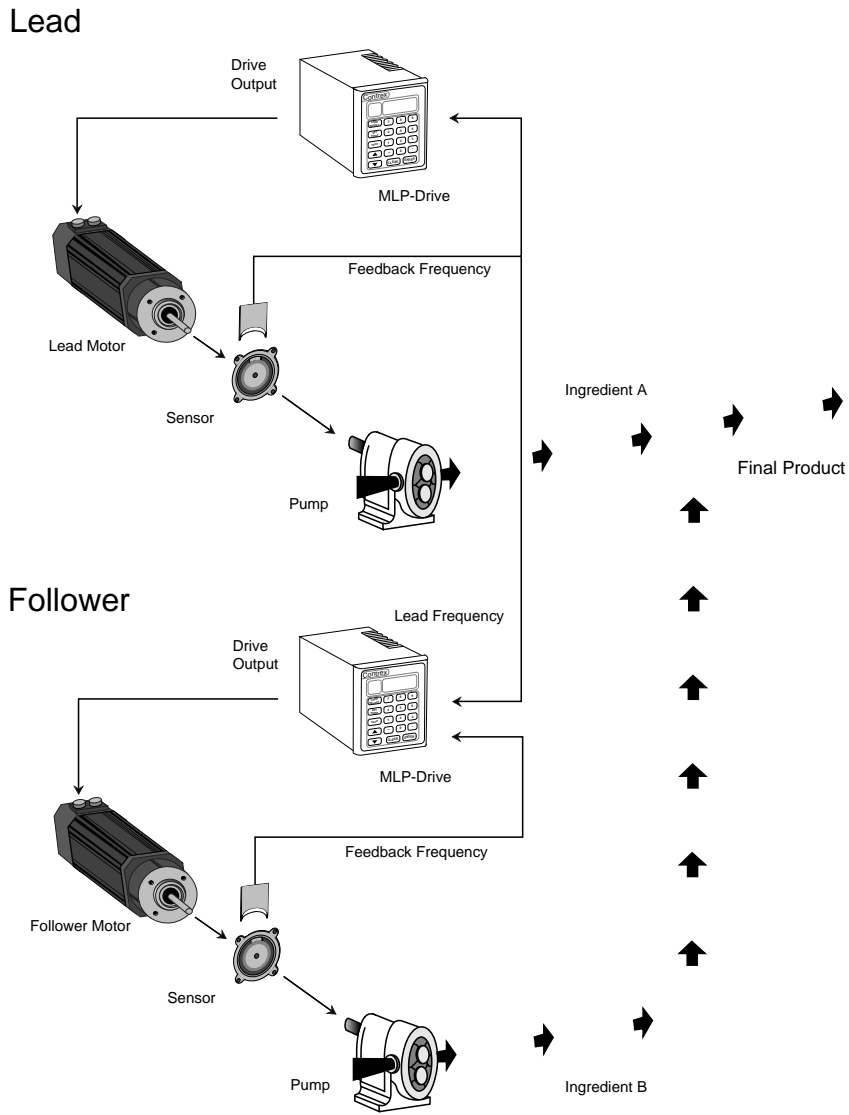 Lead
Drive
Output
Contrex
MLP-Drive
Feedback Frequency
Lead Motor
Sensor
Ingredient A
Final Product
Pump
Follower
Lead Frequency
Drive
Output
Contrex
MLP-Drive
Feedback Frequency
Follower Motor
Sensor
Pump
Ingredient B